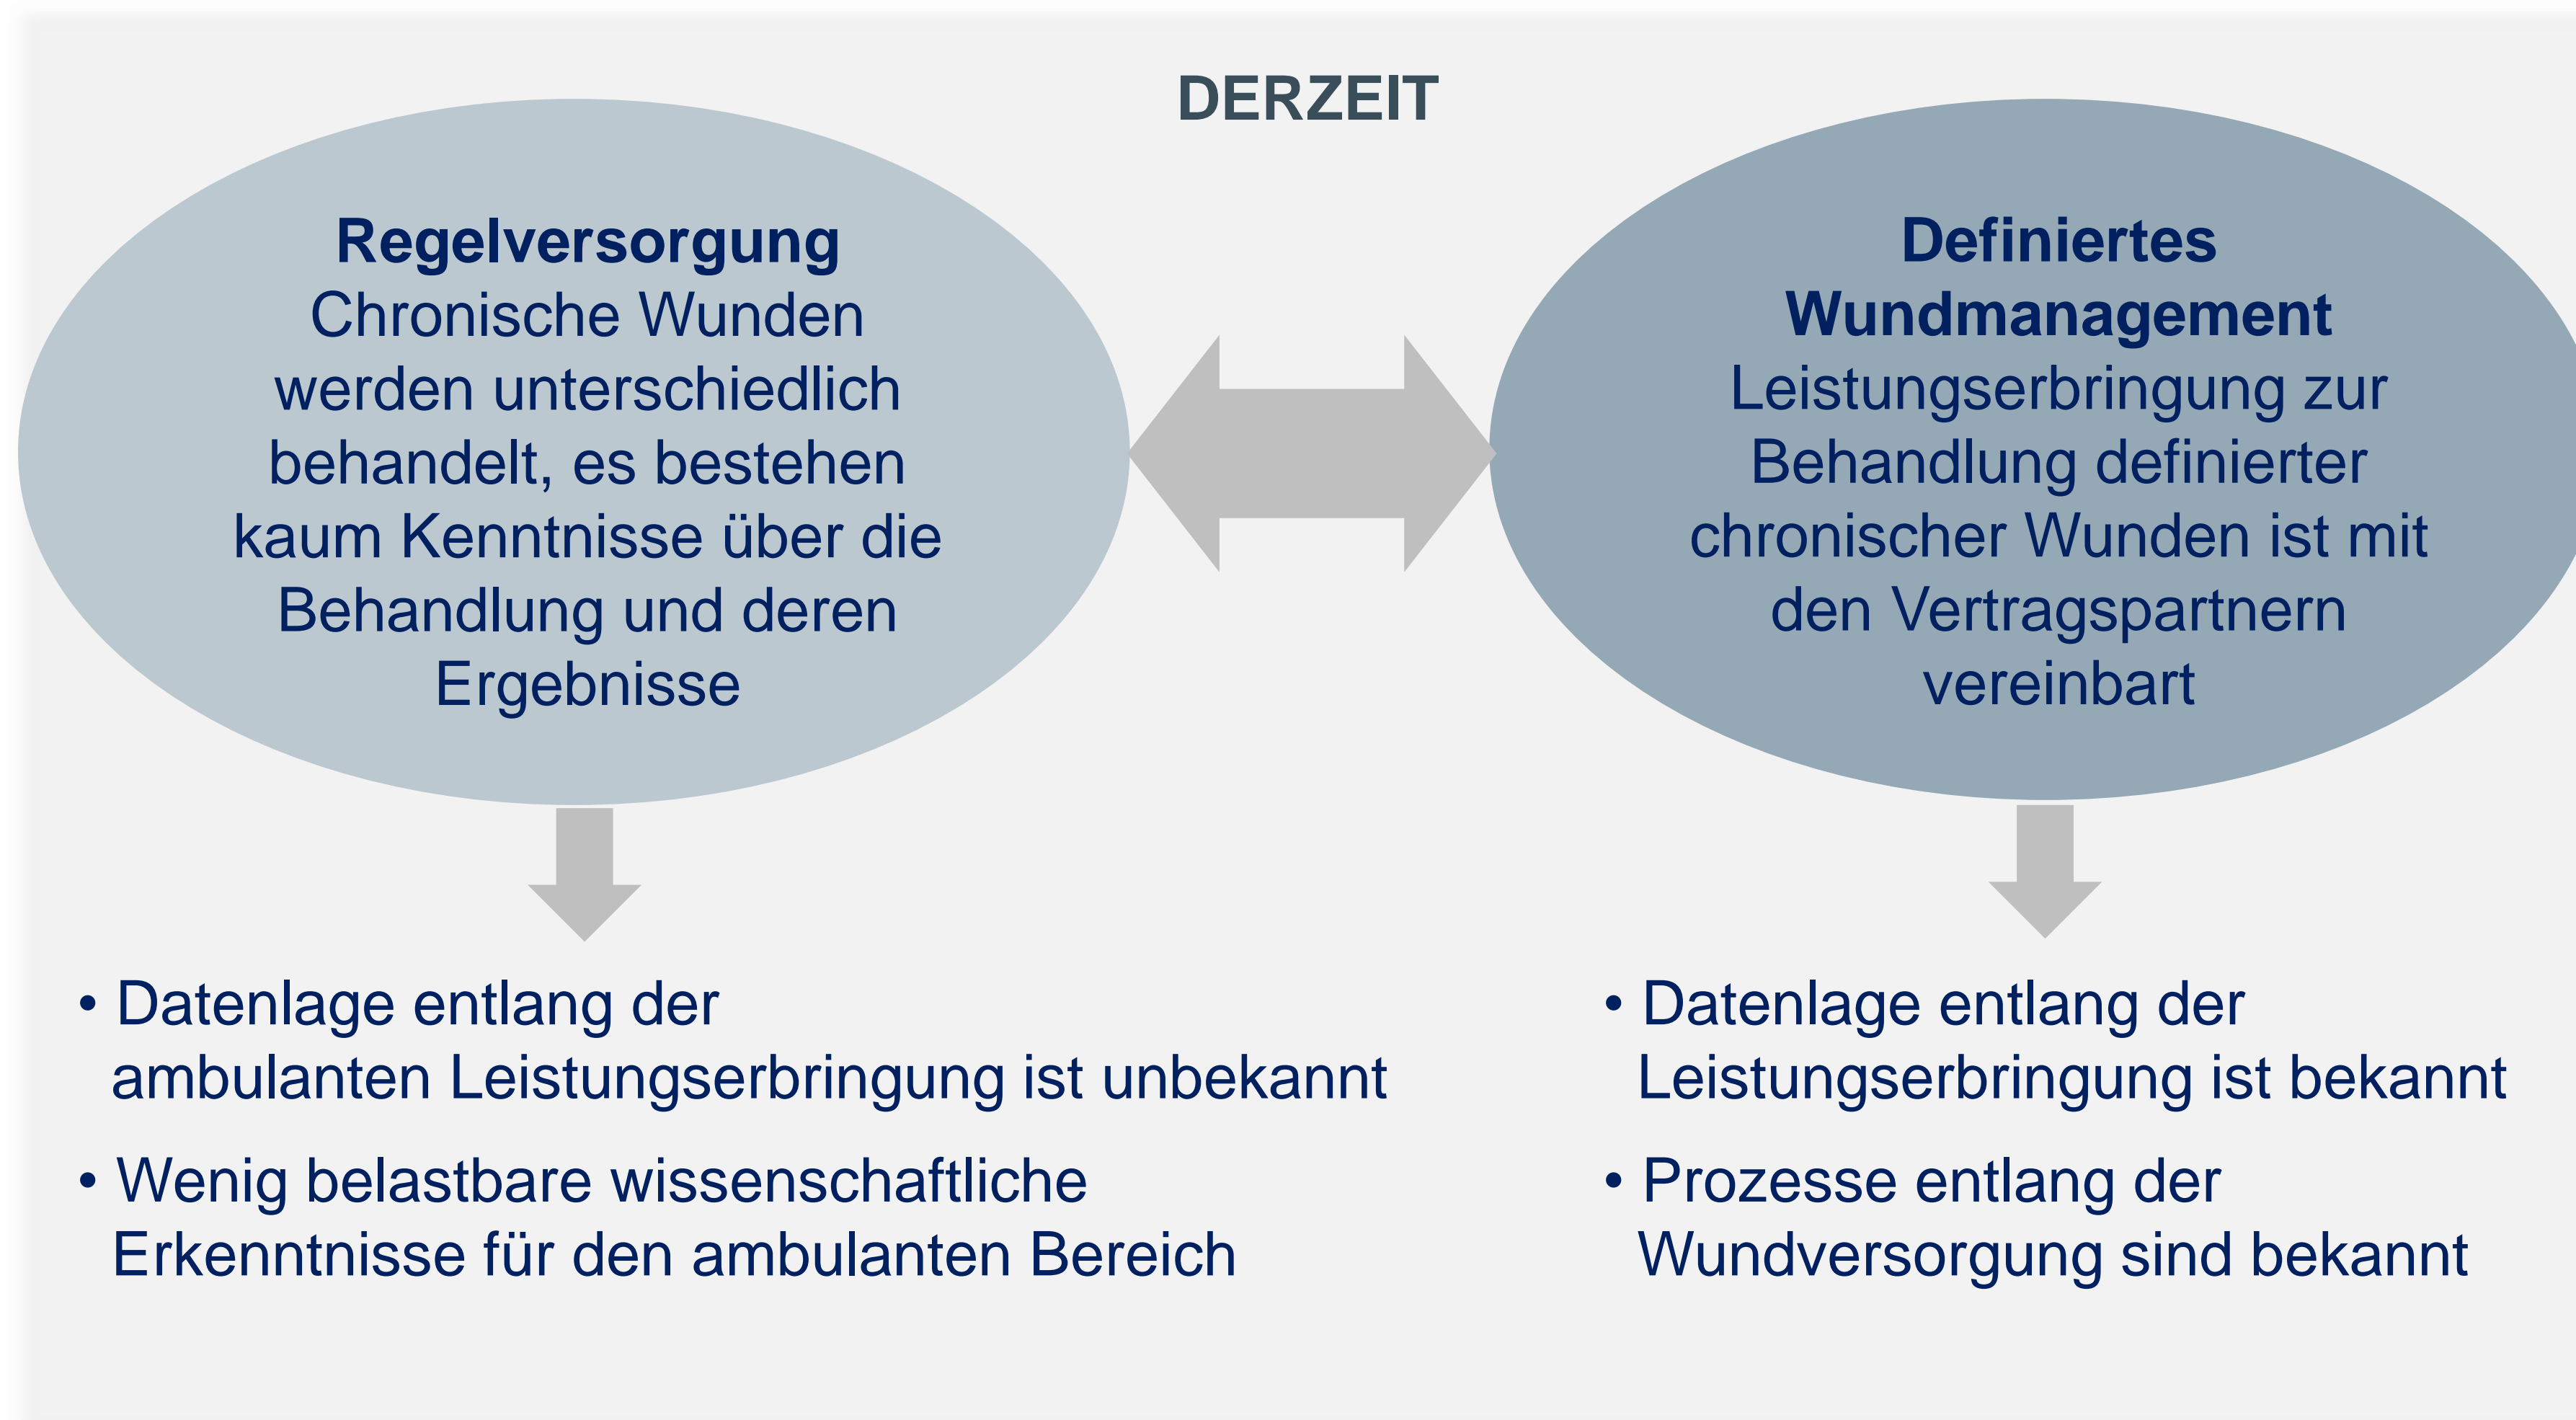 DERZEIT
Regelversorgung
Chronische Wunden
werden unterschiedlich
behandelt, es bestehen
kaum Kenntnisse über die
Behandlung und deren
Ergebnisse
Definiertes
Wundmanagement
Leistungserbringung zur
Behandlung definierter
chronischer Wunden ist mit
den Vertragspartnern
vereinbart
• Datenlage entlang der
ambulanten Leistungserbringung ist unbekannt
• Wenig belastbare wissenschaftliche
Erkenntnisse für den ambulanten Bereich
• Datenlage entlang der
Leistungserbringung ist bekannt
• Prozesse entlang der
Wundversorgung sind bekannt